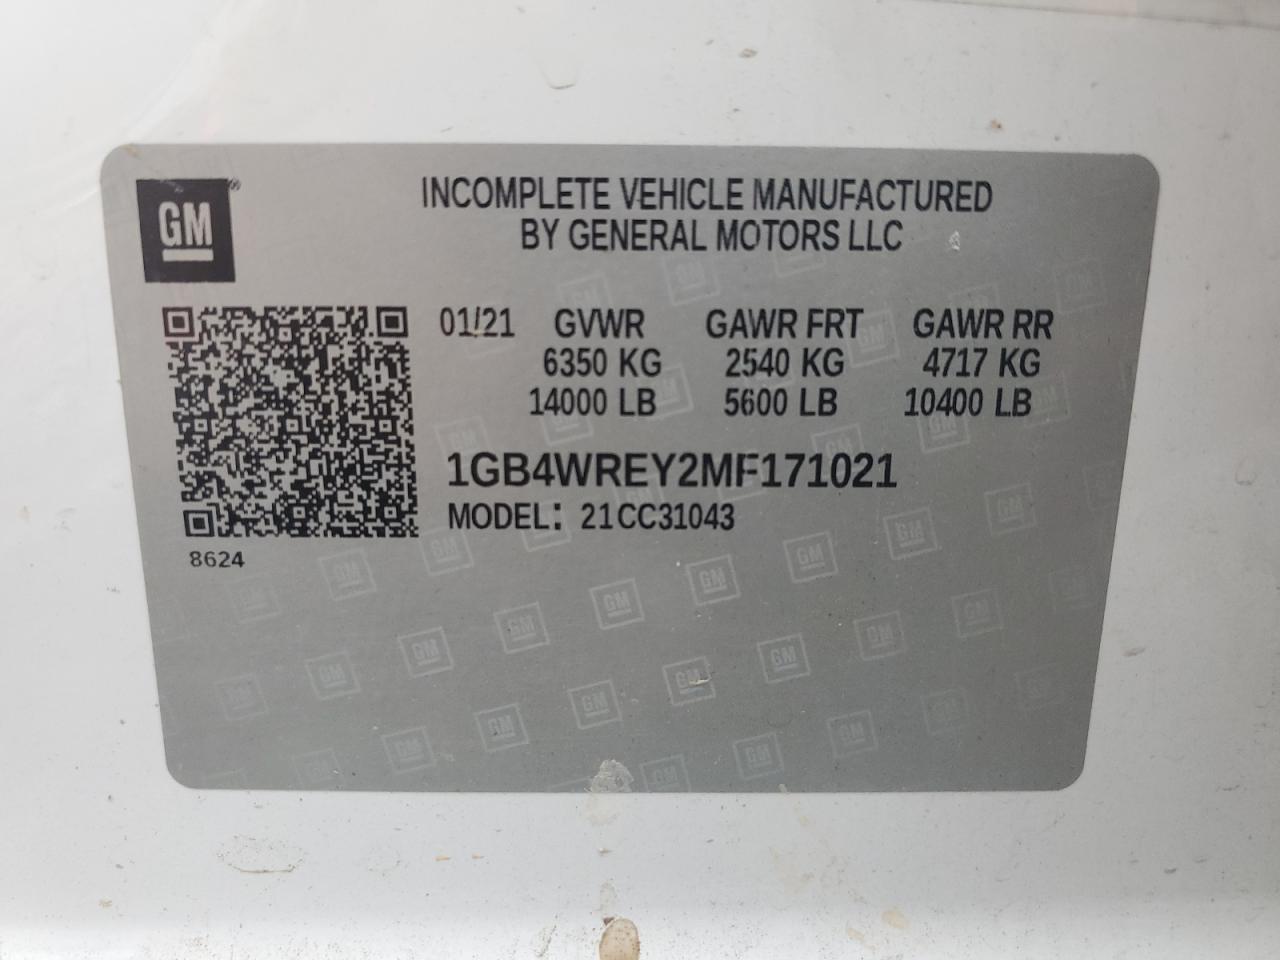 GM®
INCOMPLETE VEHICLE MANUFACTURED
BY GENERAL MOTORS LLC
01/21 GVWR GAWR FRT GAWR RR
6350 KG 2540 KG 4717 KG
14000 LB 5600 LB 10400 LB
1GB4WREY2MF171021
MODEL: 21CC31043
8624